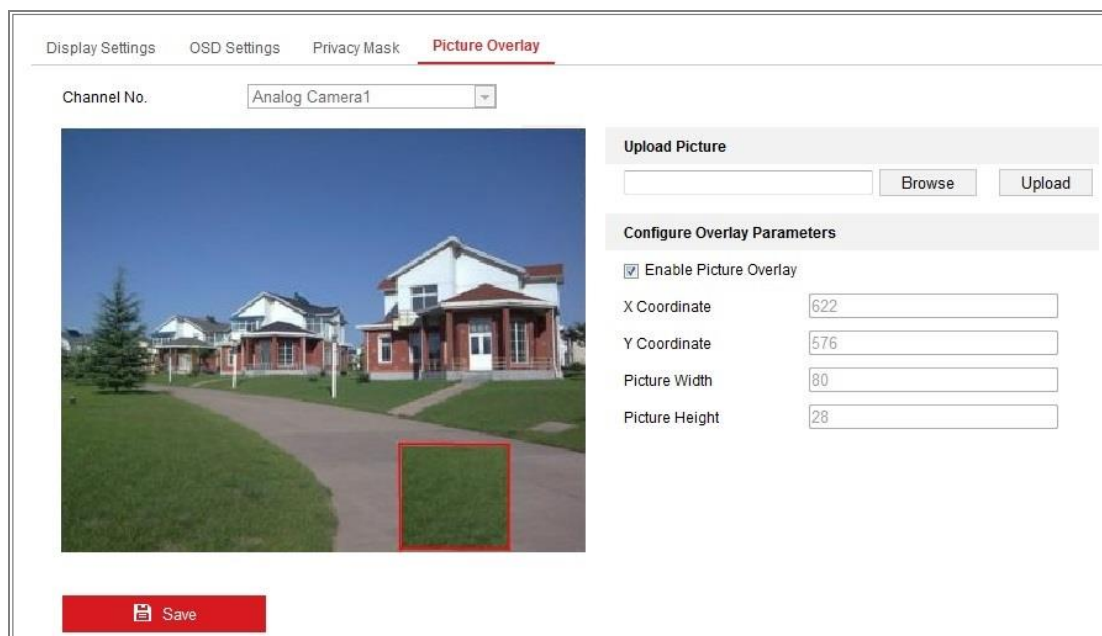 Display Settings OSD Settings Privacy Mask Picture Overlay
Channel No. Analog Camera1
Upload Picture
Browse Upload
Configure Overlay Parameters
Enable Picture Overlay
X Coordinate 622
Y Coordinate 576
Picture Width 80
Picture Height 28
Save